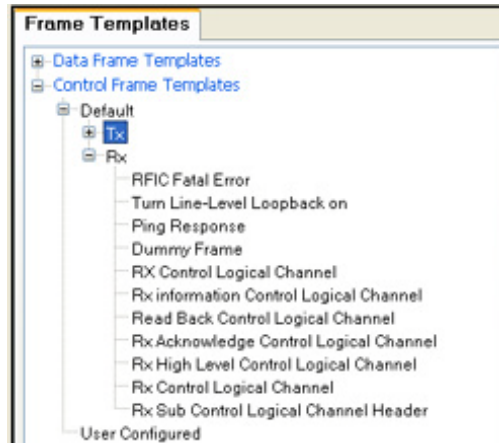 Frame Templates
Data Frame Templates
Control Frame Templates
Default
Tx
Rx
RFIC Fatal Error
Turn Line-Level Loopback on
Ping Response
Dummy Frame
RX Control Logical Channel
Rx information Control Logical Channel
Read Back Control Logical Channel
Rx Acknowledge Control Logical Channel
Rx High Level Control Logical Channel
Rx Control Logical Channel
Rx Sub Control Logical Channel Header
User Configured